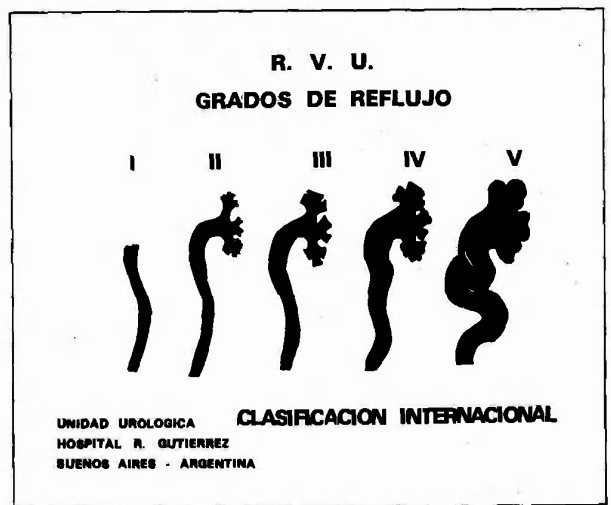 R. V. U.
GRADOS DE REFLUJO
I II III IV V
UNIDAD UROLOGICA CLASIFICACION INTERNACIONAL
HOSPITAL R. GUTIERREZ
BUENOS AIRES - ARGENTINA